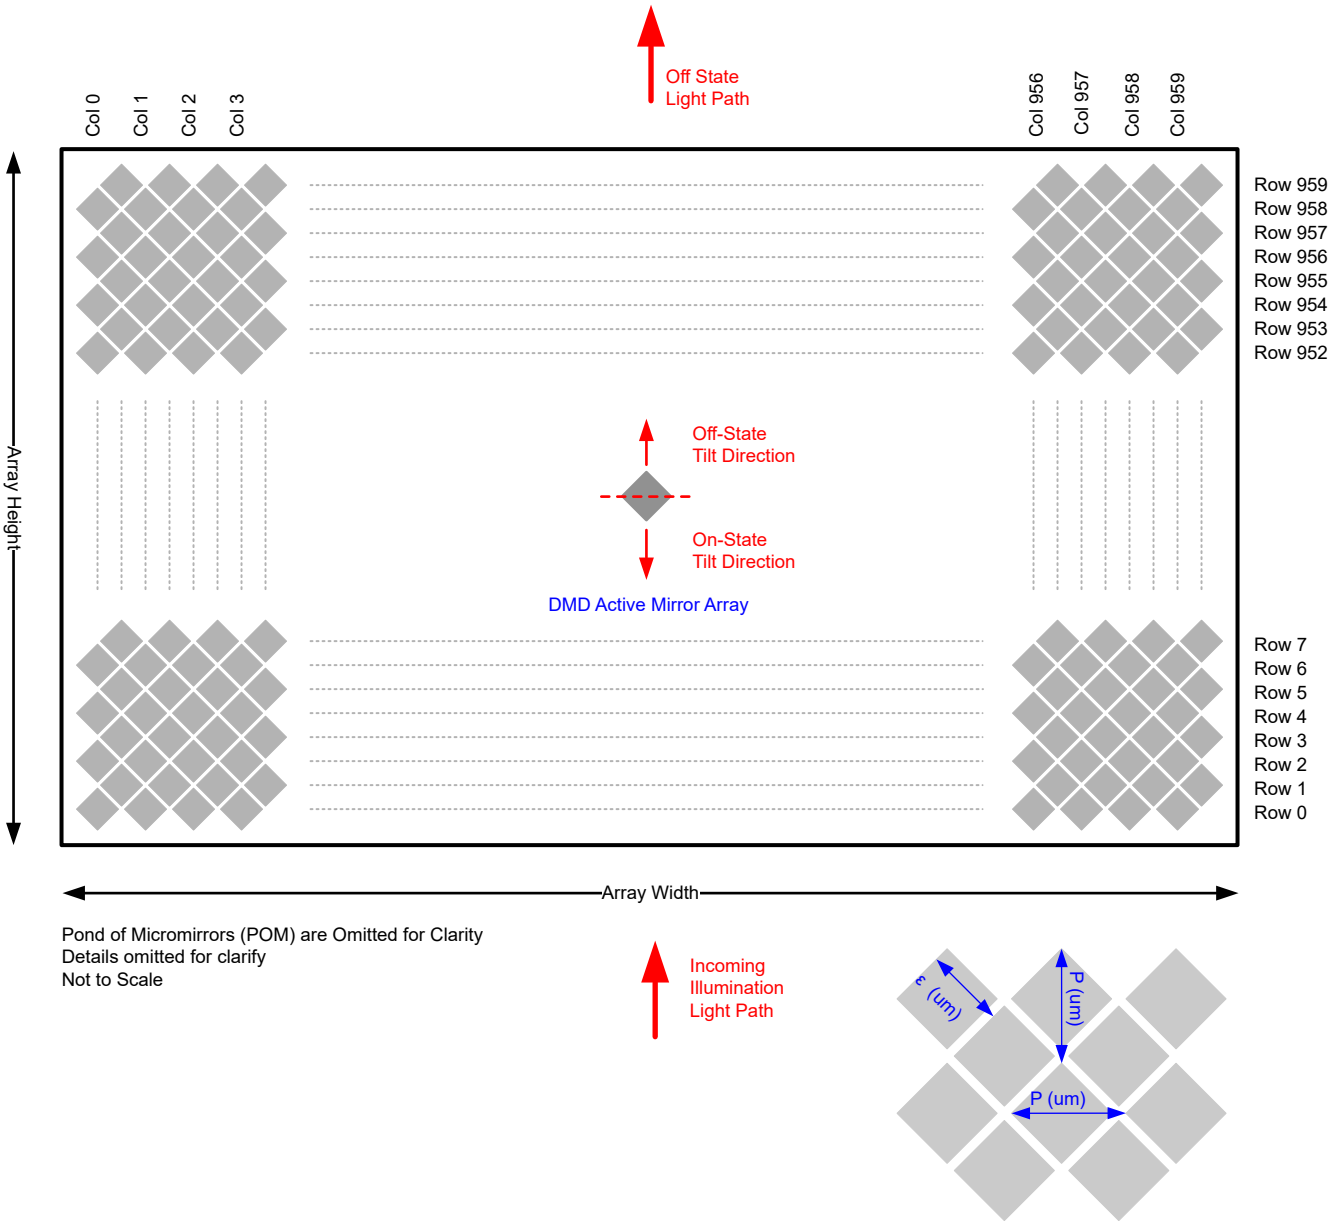 Off State
Light Path
Col 0
Col 1
Col 2
Col 3
Col 956
Col 957
Col 958
Col 959
Row 959
Row 958
Row 957
Row 956
Row 955
Row 954
Row 953
Row 952
Array Height
Off-State
Tilt Direction
On-State
Tilt Direction
DMD Active Mirror Array
Row 7
Row 6
Row 5
Row 4
Row 3
Row 2
Row 1
Row 0
Array Width
Pond of Micromirrors (POM) are Omitted for Clarity
Details omitted for clarify
Not to Scale
Incoming
Illumination
Light Path
ε (um)
P (um)
P (um)